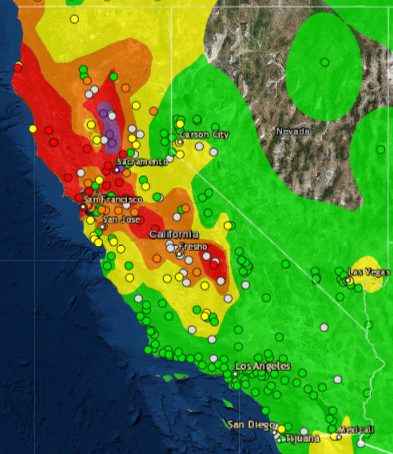 Carson City
Nevada
Sacramento
San Francisco
San Jose
California
Fresno
Las Vegas
Los Angeles
San Diego
Mexicali
Tijuana